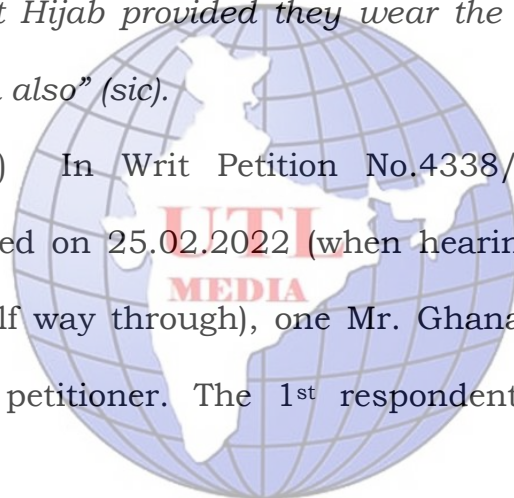 t Hijab provided they wear the
also” (sic).
) In Writ Petition No.4338/
ed on 25.02.2022 (when hearin
UTL
MEDIA
lf way through), one Mr. Ghana
petitioner. The 1st respondent